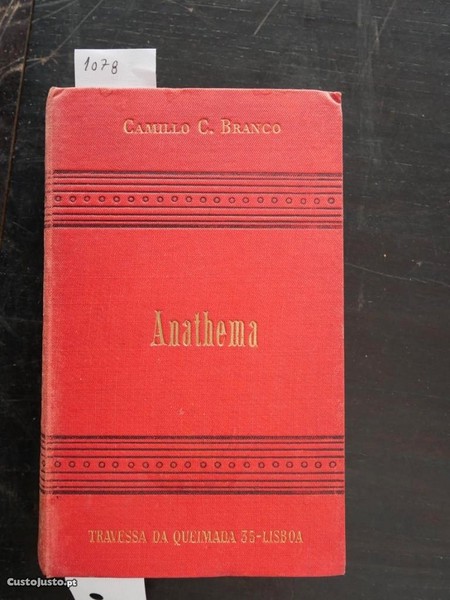 1078
CAMILLO C. BRANCO
Anathema
TRAVESSA DA QUEIMADA 35-LISBOA
CustoJusto.pt